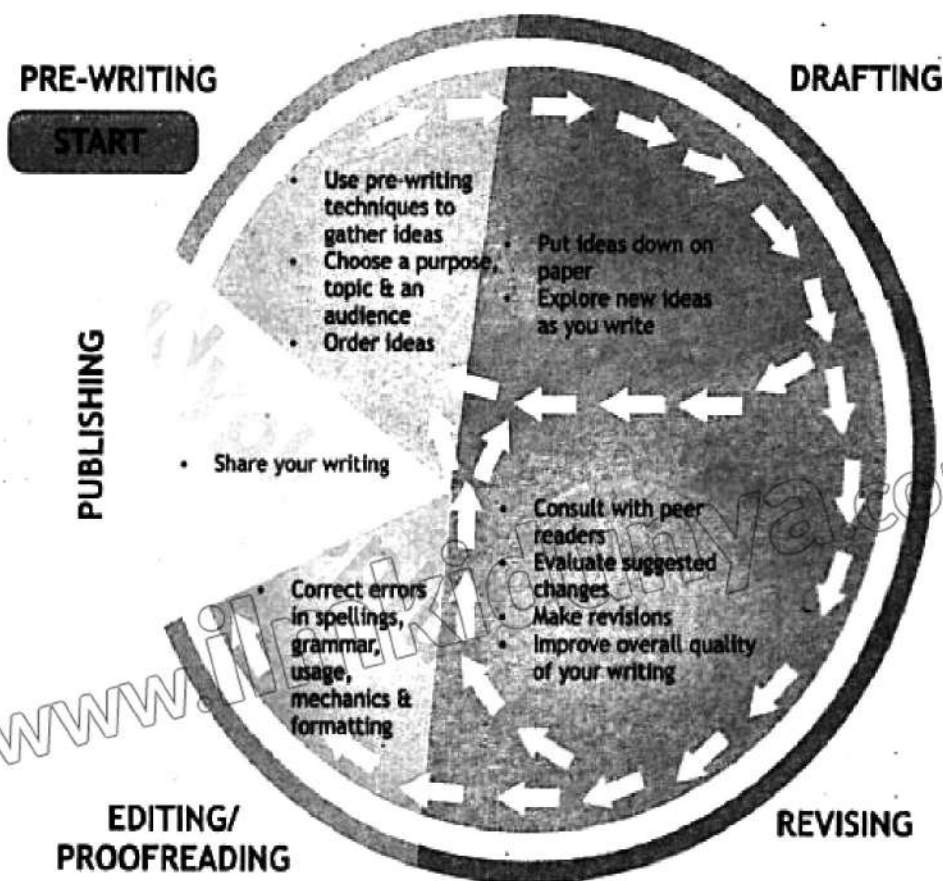 PRE-WRITING
START
• Use pre-writing
techniques to
gather ideas
• Choose a purpose,
topic & an
audience
• Order ideas
DRAFTING
• Put ideas down on
paper
• Explore new ideas
as you write
PUBLISHING
• Share your writing
• Consult with peer
readers
• Evaluate suggested
changes
• Make revisions
• Improve overall quality
of your writing
REVISING
• Correct errors
in spellings,
grammar,
usage,
mechanics &
formatting
EDITING/
PROOFREADING
www.ilmkidunya.co